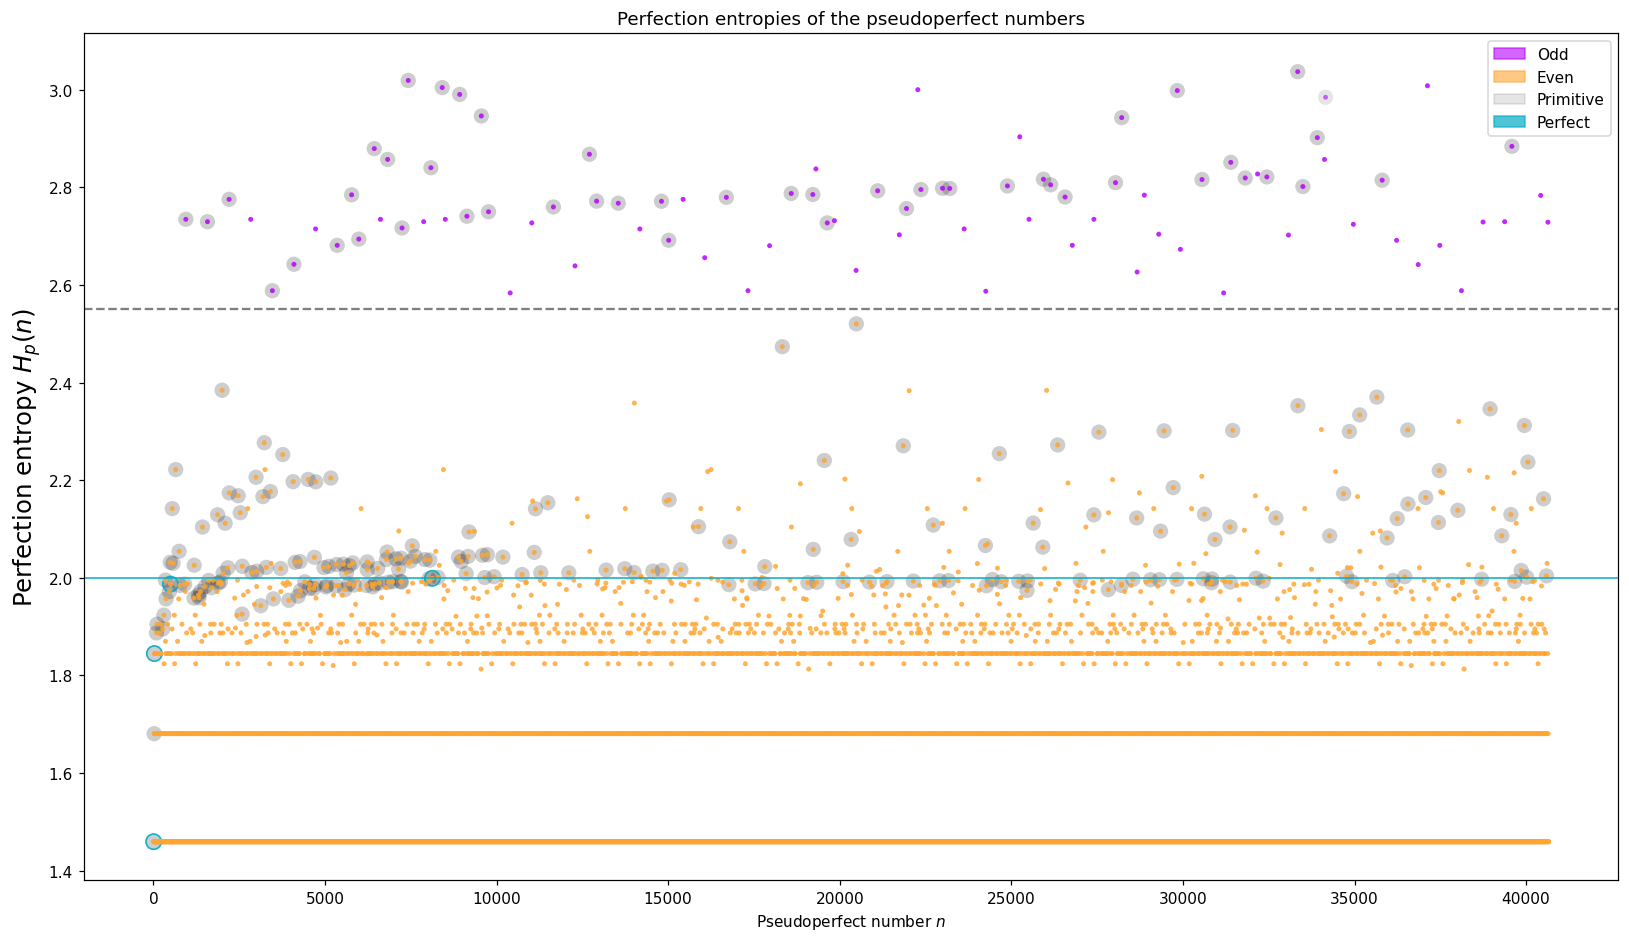 Perfection entropies of the pseudoperfect numbers
Odd
Even
Primitive
Perfect
3.0
2.8
2.6
2.4
2.2
2.0
1.8
1.6
1.4
Perfection entropy Hₚ(n)
0 5000 10000 15000 20000 25000 30000 35000 40000
Pseudoperfect number n